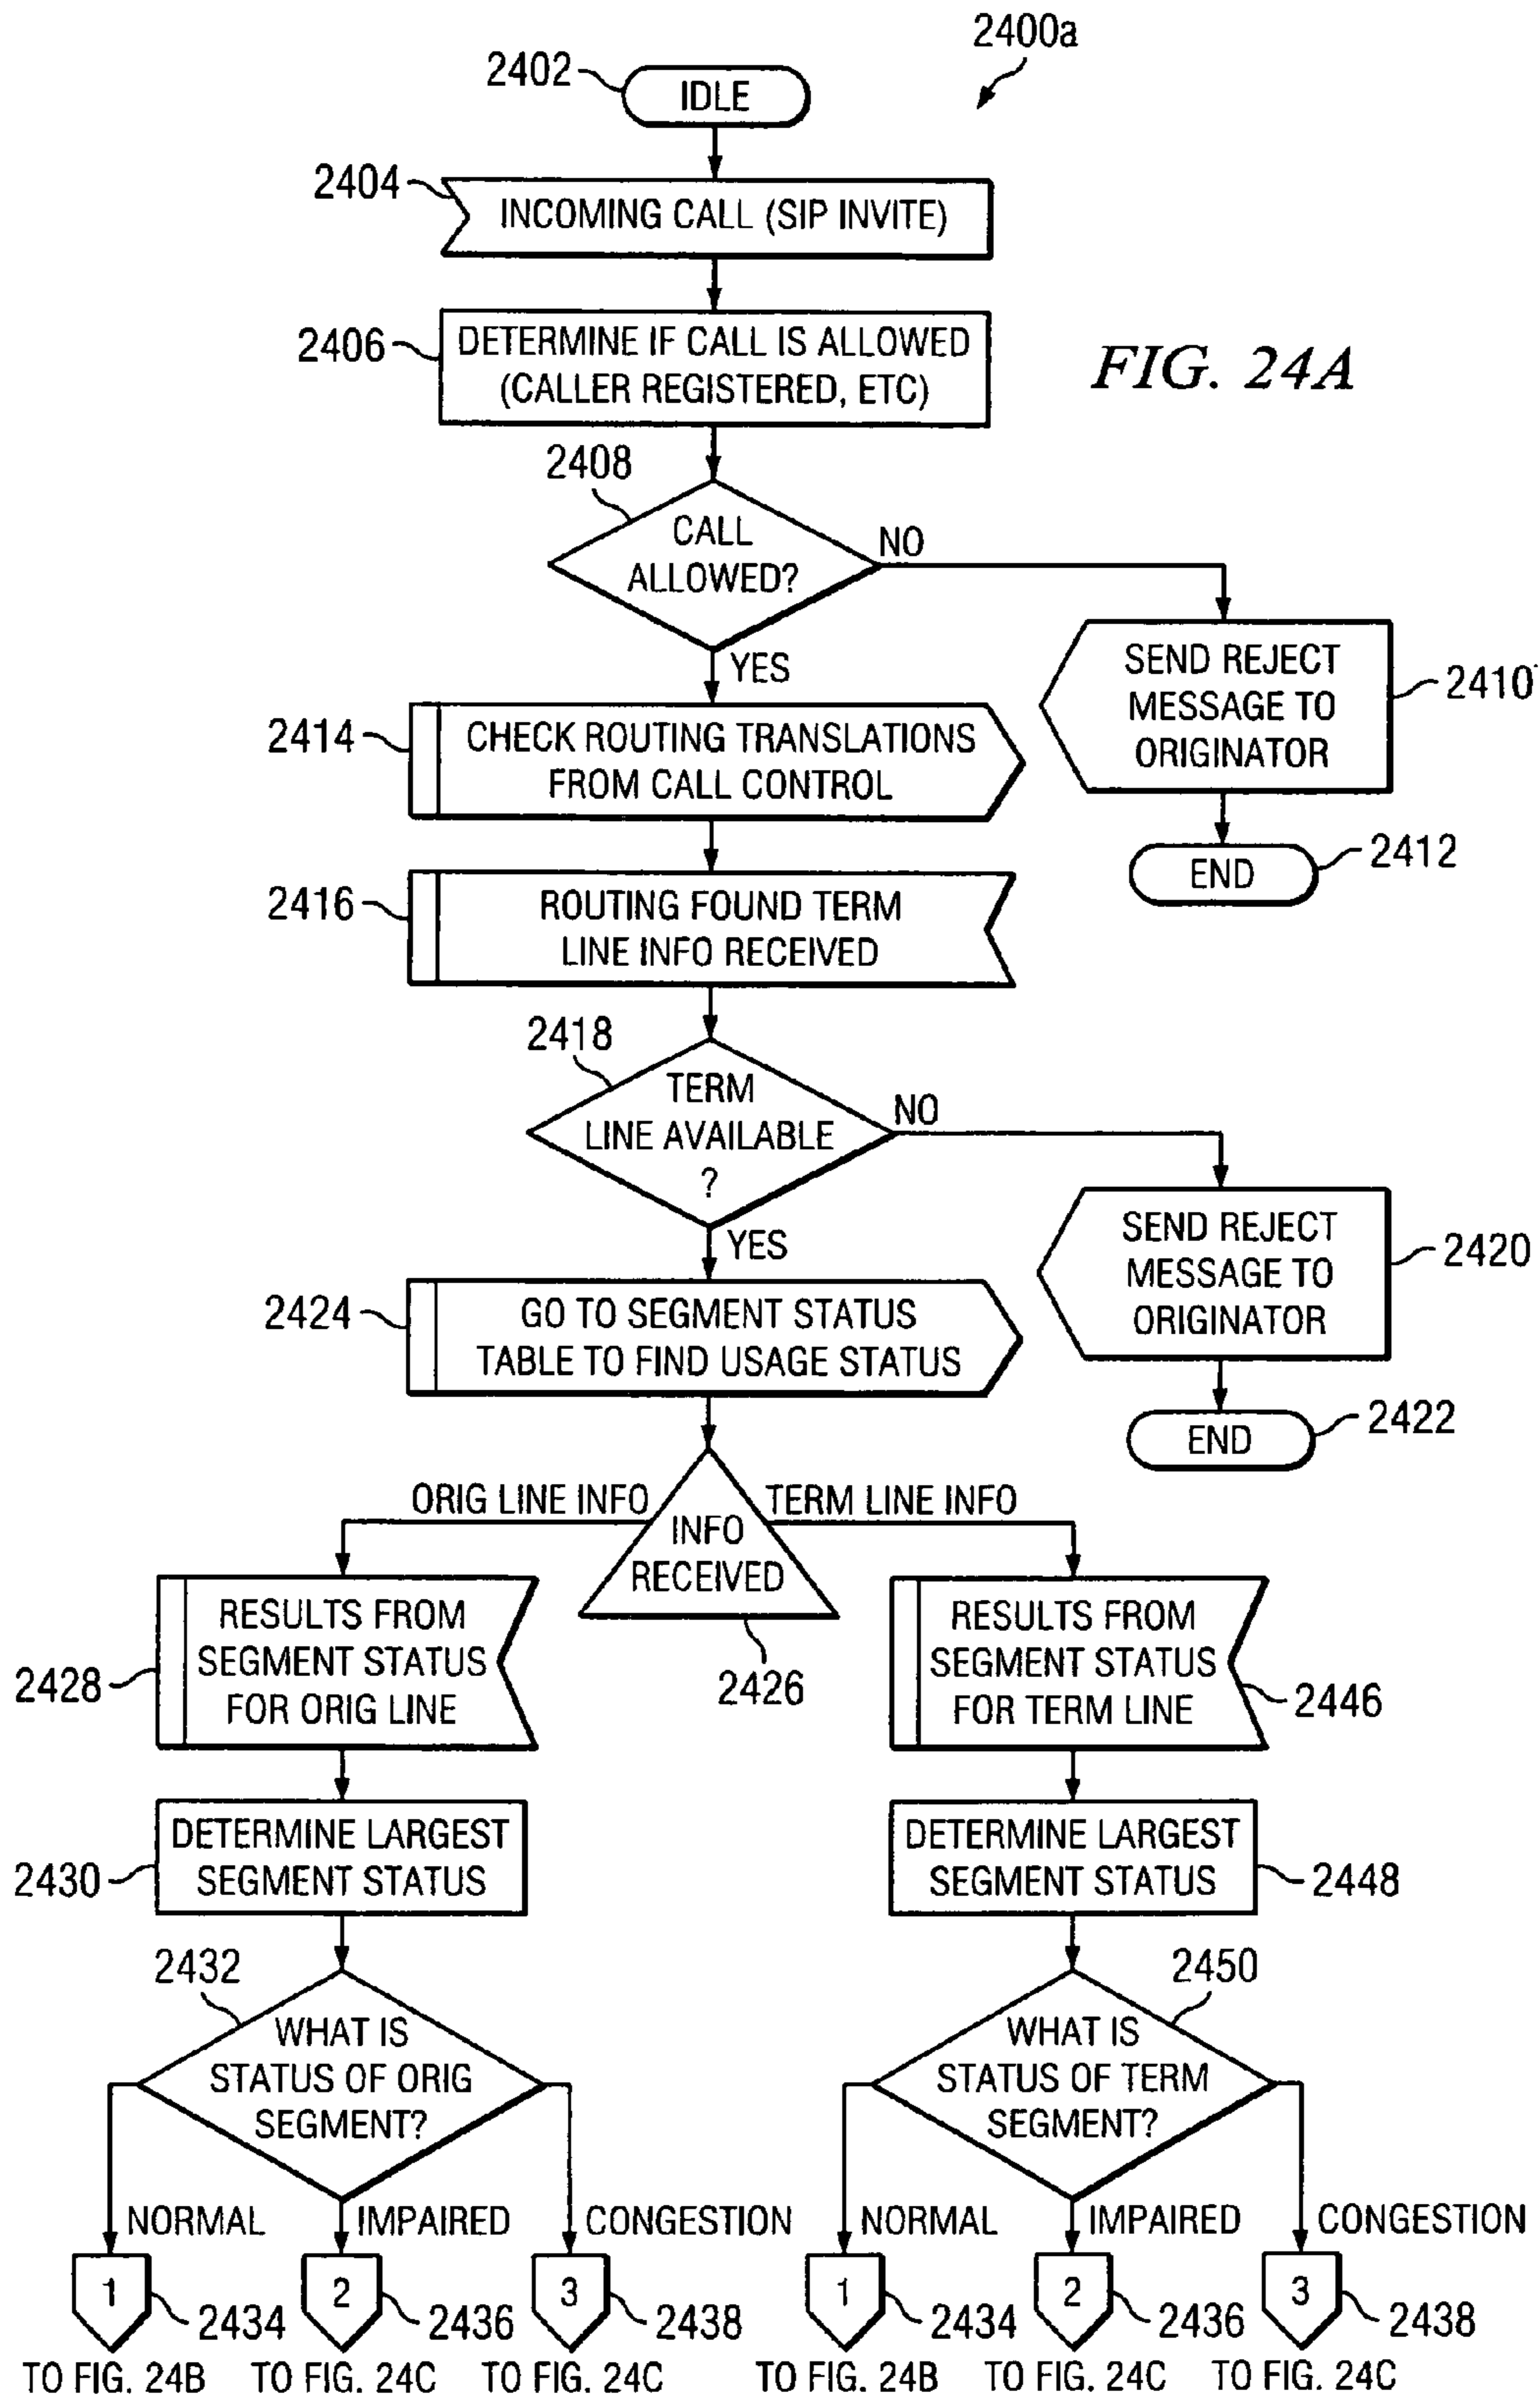 2400a
2402
IDLE
2404
INCOMING CALL (SIP INVITE)
2406
DETERMINE IF CALL IS ALLOWED
(CALLER REGISTERED, ETC)
FIG. 24A
2408
CALL
ALLOWED?
NO
YES
SEND REJECT
MESSAGE TO
ORIGINATOR
2410
2414
CHECK ROUTING TRANSLATIONS
FROM CALL CONTROL
END
2412
2416
ROUTING FOUND TERM
LINE INFO RECEIVED
2418
TERM
LINE AVAILABLE
?
NO
YES
SEND REJECT
MESSAGE TO
ORIGINATOR
2420
2424
GO TO SEGMENT STATUS
TABLE TO FIND USAGE STATUS
END
2422
ORIG LINE INFO
TERM LINE INFO
INFO
RECEIVED
2426
RESULTS FROM
SEGMENT STATUS
FOR ORIG LINE
2428
RESULTS FROM
SEGMENT STATUS
FOR TERM LINE
2446
DETERMINE LARGEST
SEGMENT STATUS
2430
DETERMINE LARGEST
SEGMENT STATUS
2448
2432
WHAT IS
STATUS OF ORIG
SEGMENT?
2450
WHAT IS
STATUS OF TERM
SEGMENT?
NORMAL
IMPAIRED
CONGESTION
NORMAL
IMPAIRED
CONGESTION
1
2434
2
2436
3
2438
1
2434
2
2436
3
2438
TO FIG. 24B
TO FIG. 24C
TO FIG. 24C
TO FIG. 24B
TO FIG. 24C
TO FIG. 24C